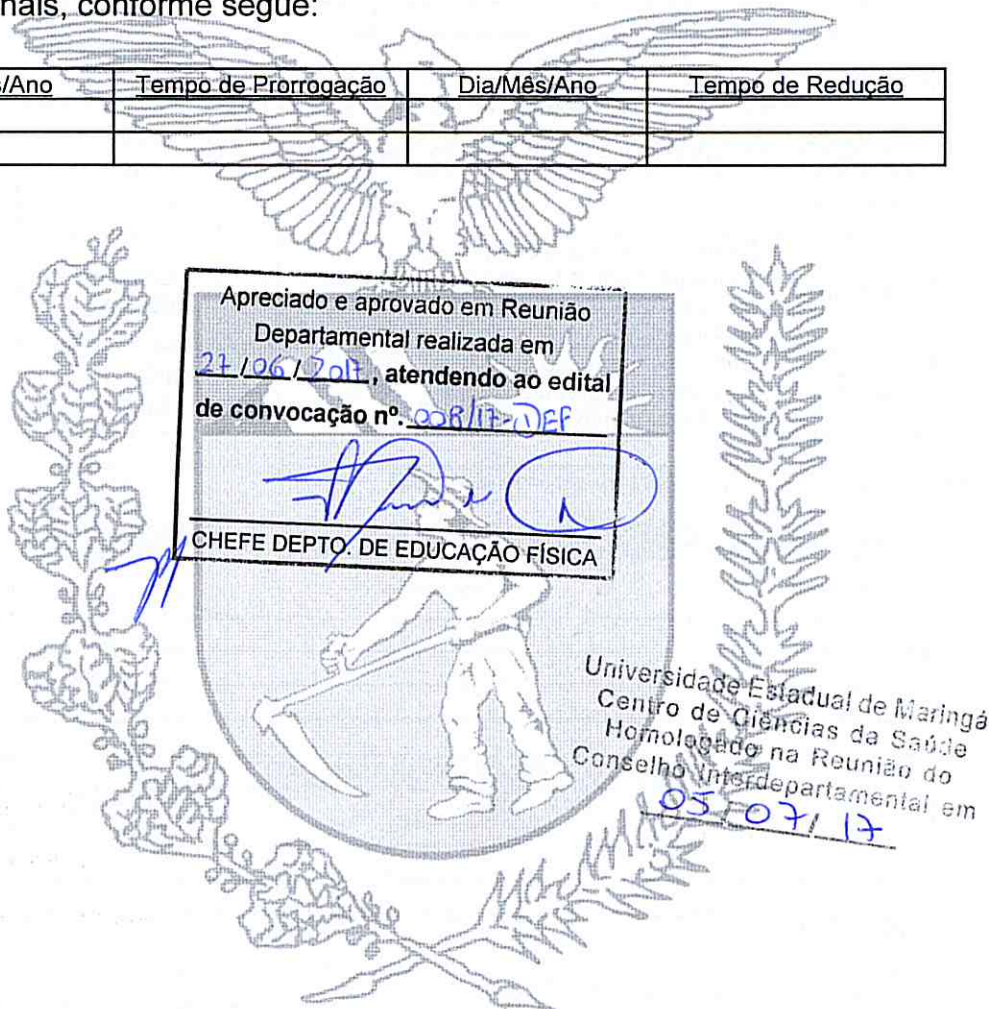 nais, conforme segue:
s/Ano Tempo de Prorrogação Dia/Mês/Ano Tempo de Redução
Apreciado e aprovado em Reunião
Departamental realizada em
27/06/2017, atendendo ao edital
de convocação nº. 008/17-DEF
CHEFE DEPTO. DE EDUCAÇÃO FÍSICA
Universidade Estadual de Maringá
Centro de Ciências da Saúde
Homologado na Reunião do
Conselho Interdepartamental em
05/07/17